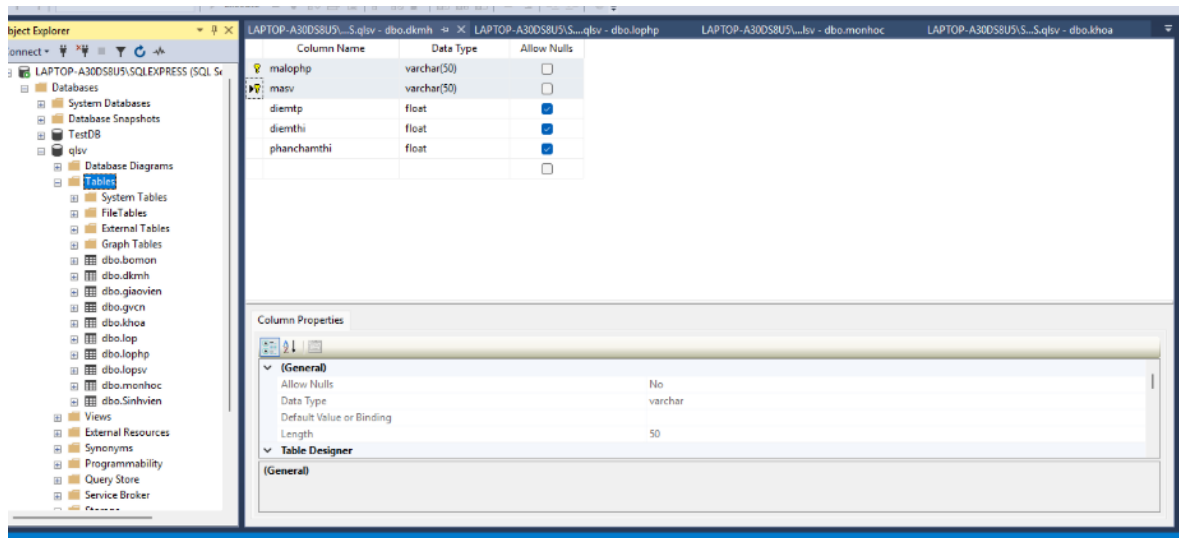 bject Explorer
onnect
LAPTOP-A30DS8U5\SQLEXPRESS (SQL Se
Databases
System Databases
Database Snapshots
TestDB
qlsv
Database Diagrams
Tables
System Tables
FileTables
External Tables
Graph Tables
dbo.bomon
dbo.dkmh
dbo.giaovien
dbo.gvcn
dbo.khoa
dbo.lop
dbo.lophp
dbo.lopsv
dbo.monhoc
dbo.Sinhvien
Views
External Resources
Synonyms
Programmability
Query Store
Service Broker
LAPTOP-A30DS8U5\...S.qlsv - dbo.dkmh LAPTOP-A30DS8U5\S....qlsv - dbo.lophp LAPTOP-A30DS8U5\....lsv - dbo.monhoc LAPTOP-A30DS8U5\S...S.qlsv - dbo.khoa
Column Name Data Type Allow Nulls
malophp varchar(50)
masv varchar(50)
diemtp float
diemthi float
phanchamthi float
Column Properties
(General)
Allow Nulls No
Data Type varchar
Default Value or Binding
Length 50
Table Designer
(General)